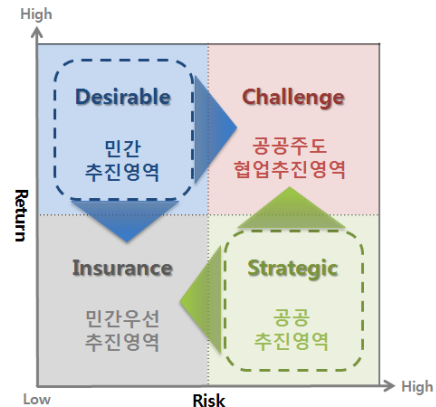 High
Desirable
민간
추진영역
Challenge
공공주도
협업추진영역
Return
Insurance
민간우선
추진영역
Strategic
공공
추진영역
Low
Risk
High